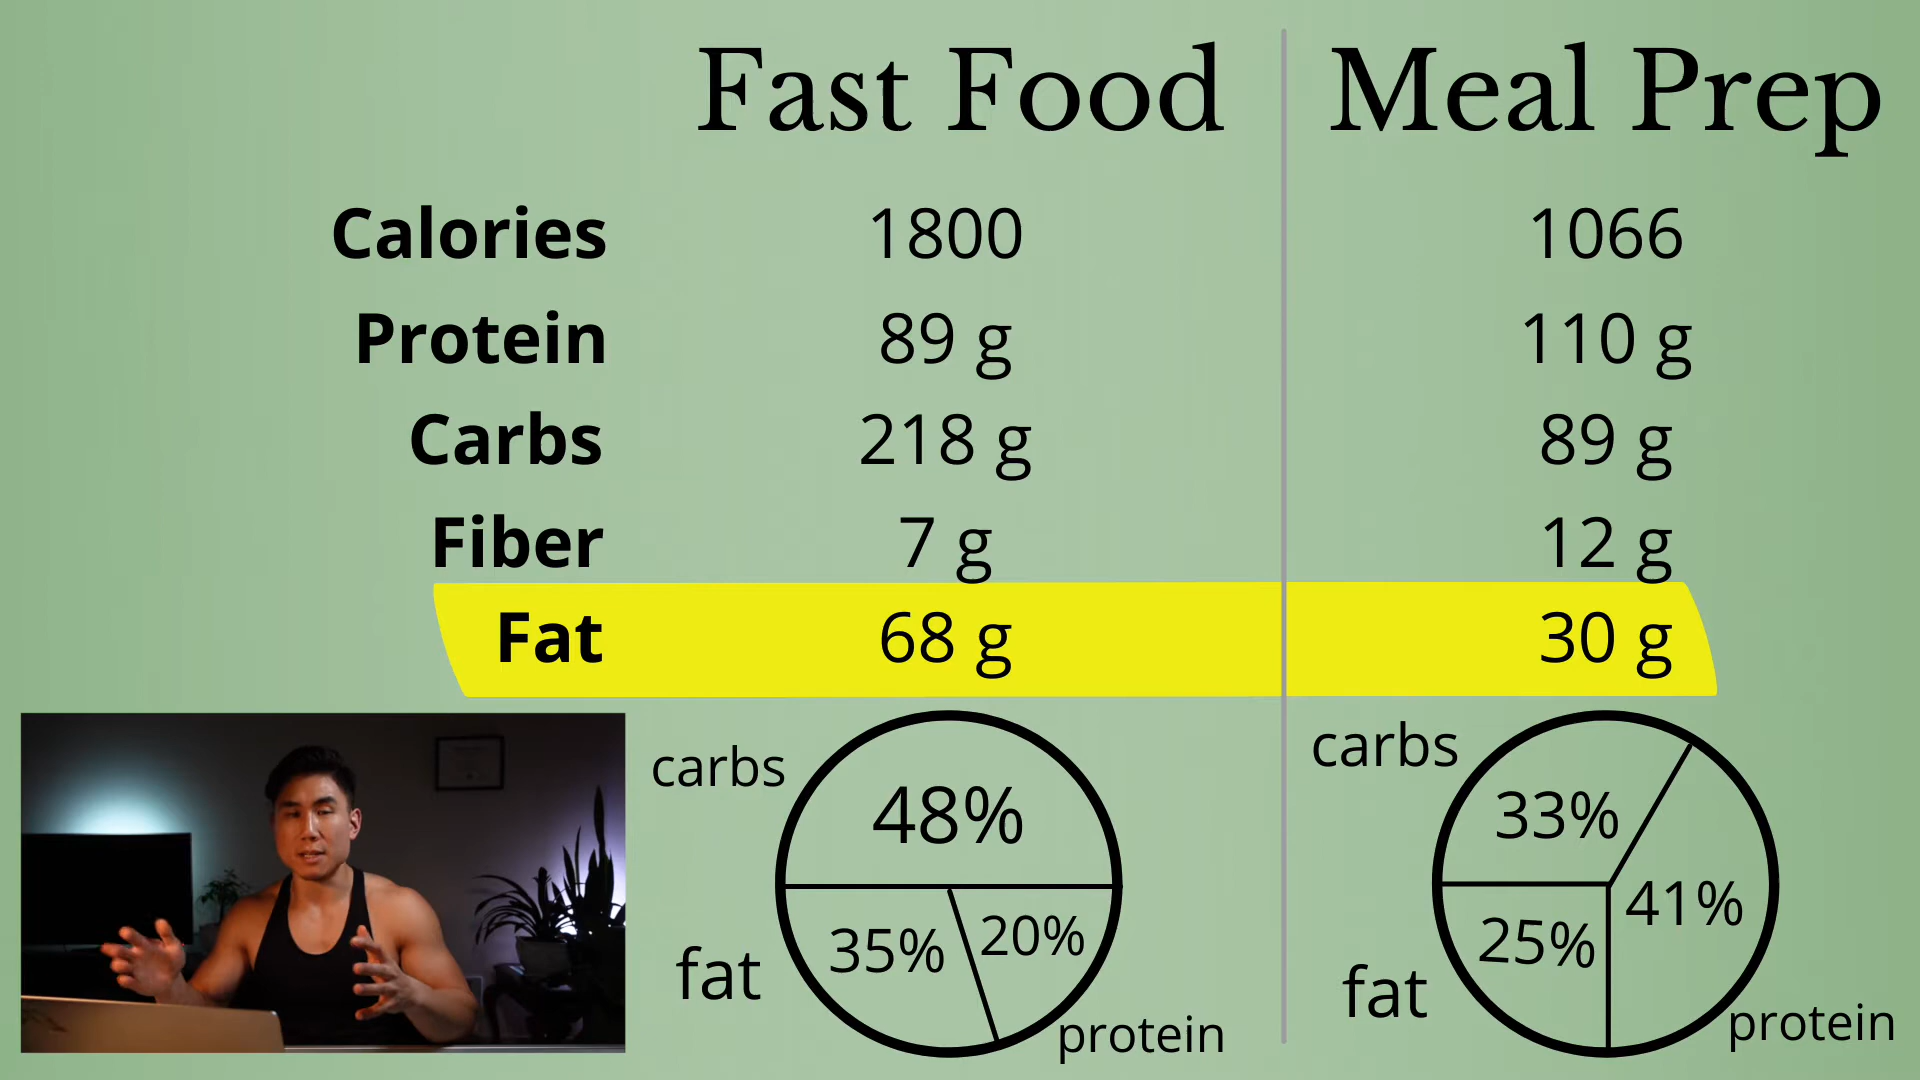 Fast Food Meal Prep
Calories 1800 1066
Protein 89 g 110 g
Carbs 218 g 89 g
Fiber 7 g 12 g
Fat 68 g 30 g
carbs 48% carbs 33%
35% 20% 25% 41%
fat protein fat protein